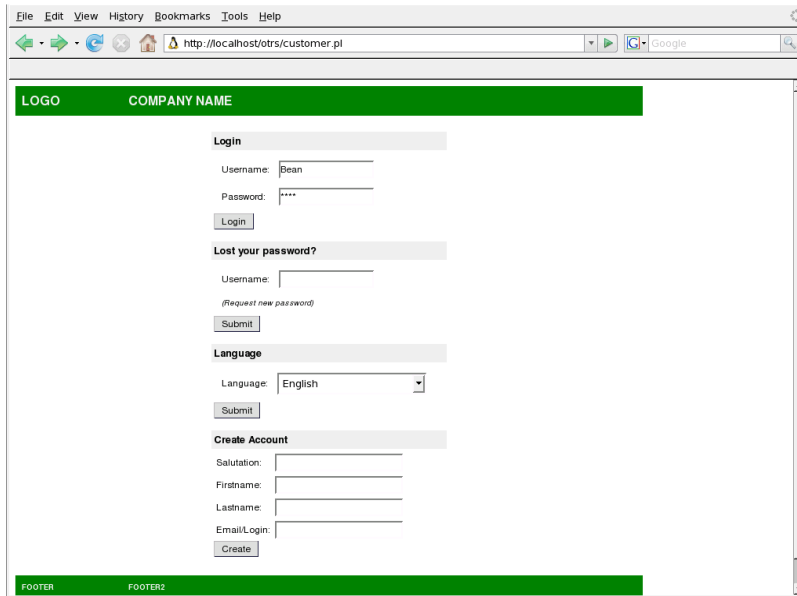 File Edit View History Bookmarks Tools Help
http://localhost/otrs/customer.pl G Google
LOGO COMPANY NAME
Login
Username: Bean
Password: ****
Login
Lost your password?
Username:
(Request new password)
Submit
Language
Language: English
Submit
Create Account
Salutation:
Firstname:
Lastname:
Email/Login:
Create
FOOTER FOOTER2